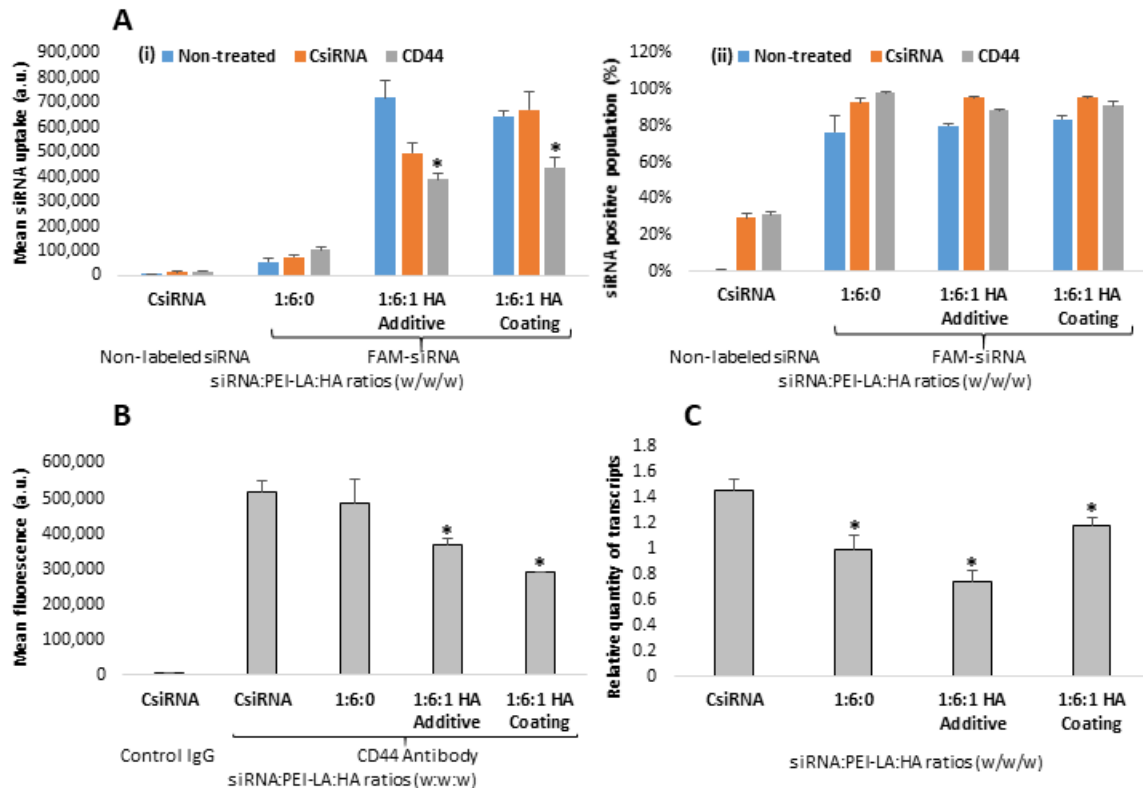 A
(i) Non-treated CsiRNA CD44
Mean siRNA uptake (a.u.)
900,000
800,000
700,000
600,000
500,000
400,000
300,000
200,000
100,000
0
* *
CsiRNA 1:6:0 1:6:1 HA Additive 1:6:1 HA Coating
Non-labeled siRNA FAM-siRNA
siRNA:PEI-LA:HA ratios (w/w/w)
(ii) Non-treated CsiRNA CD44
siRNA positive population (%)
120%
100%
80%
60%
40%
20%
0%
CsiRNA 1:6:0 1:6:1 HA Additive 1:6:1 HA Coating
Non-labeled siRNA FAM-siRNA
siRNA:PEI-LA:HA ratios (w/w/w)
B
Mean fluorescence (a.u.)
600,000
500,000
400,000
300,000
200,000
100,000
0
* *
CsiRNA CsiRNA 1:6:0 1:6:1 HA Additive 1:6:1 HA Coating
Control IgG CD44 Antibody
siRNA:PEI-LA:HA ratios (w:w:w)
C
Relative quantity of transcripts
1.8
1.6
1.4
1.2
1
0.8
0.6
0.4
0.2
0
* * *
CsiRNA 1:6:0 1:6:1 HA Additive 1:6:1 HA Coating
siRNA:PEI-LA:HA ratios (w/w/w)